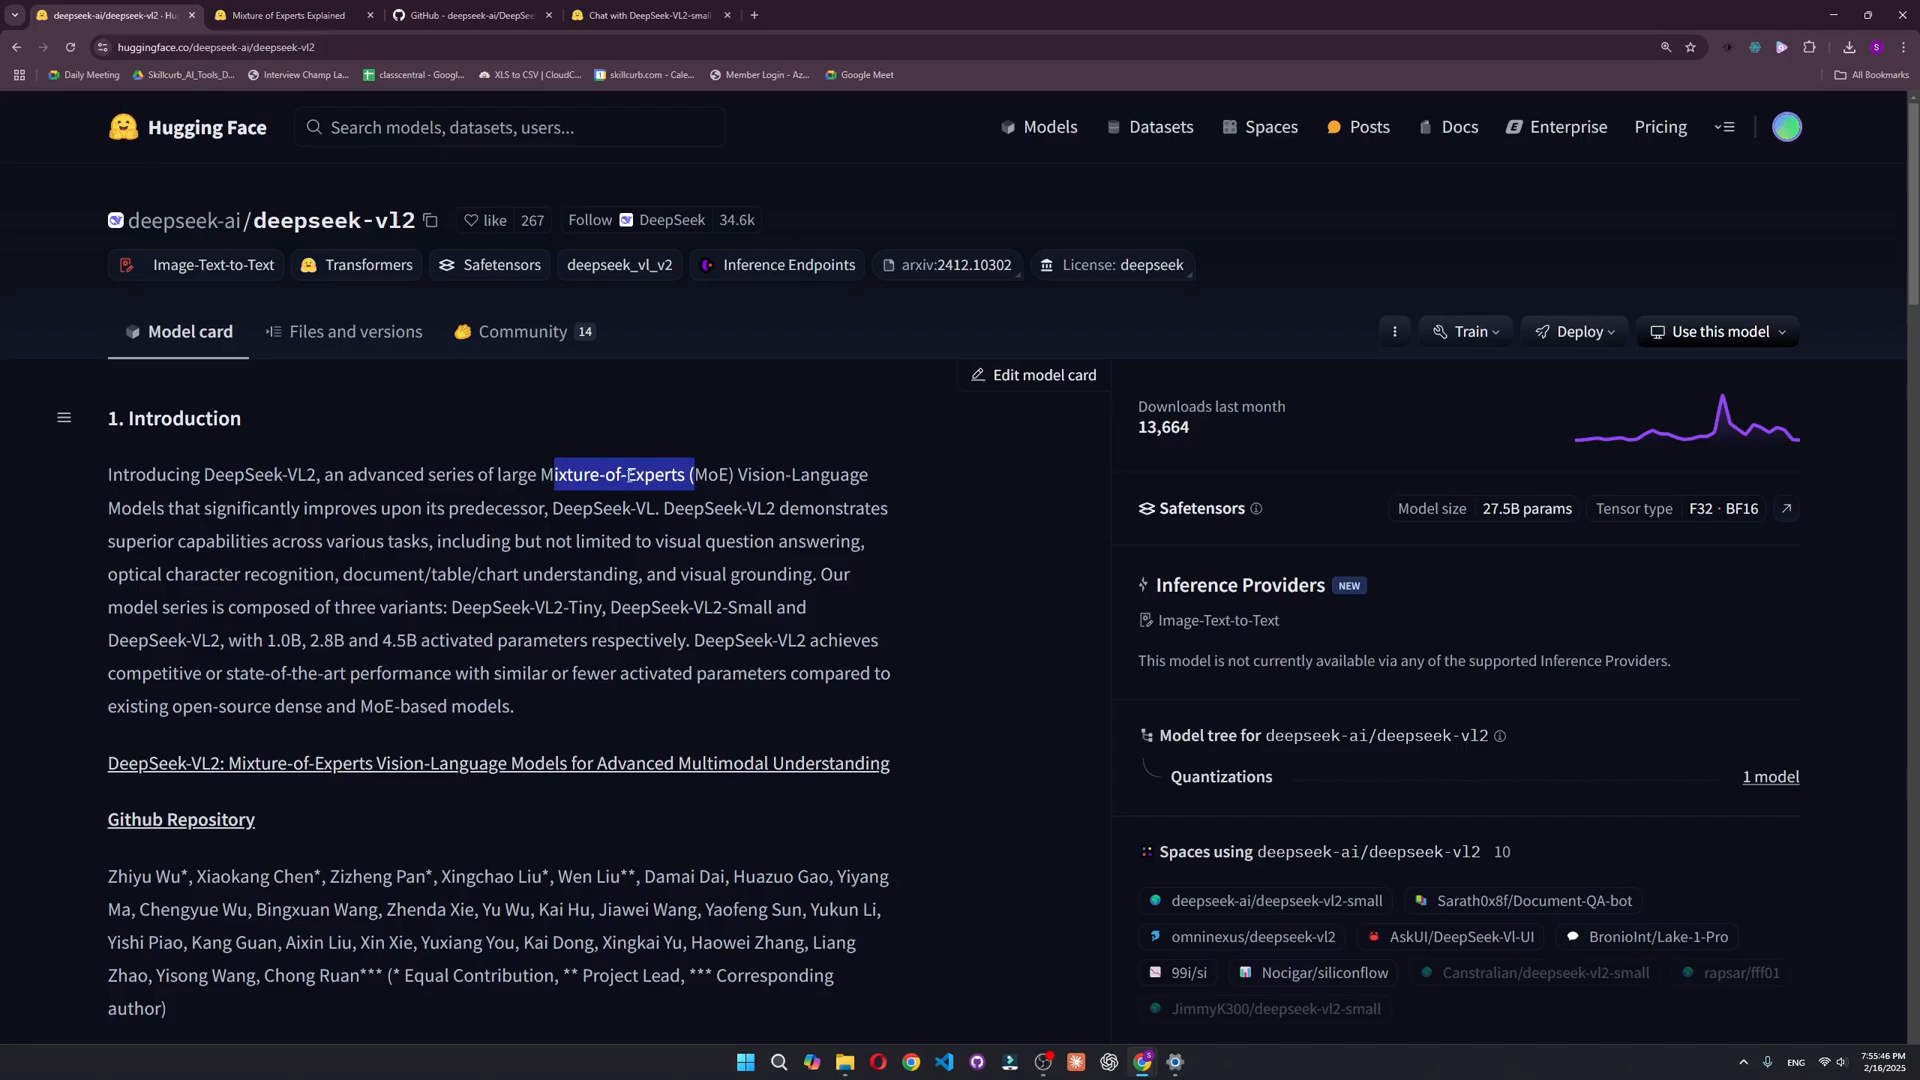 deepseek-ai/deepseek-vl2 · Hu
Mixture of Experts Explained
GitHub - deepseek-ai/DeepSe
Chat with DeepSeek-VL2-smal
huggingface.co/deepseek-ai/deepseek-vl2
Daily Meeting
Skillcurb_AI_Tools_D...
Interview Champ La...
classcentral - Googl...
XLS to CSV | CloudC...
skillcurb.com - Cale...
Member Login - Az...
Google Meet
All Bookmarks
Hugging Face
Search models, datasets, users...
Models
Datasets
Spaces
Posts
Docs
Enterprise
Pricing
deepseek-ai/deepseek-vl2
like 267
Follow DeepSeek 34.6k
Image-Text-to-Text
Transformers
Safetensors
deepseek_vl_v2
Inference Endpoints
arxiv:2412.10302
License: deepseek
Model card
Files and versions
Community 14
Train
Deploy
Use this model
Edit model card
1. Introduction
Introducing DeepSeek-VL2, an advanced series of large Mixture-of-Experts (MoE) Vision-Language
Models that significantly improves upon its predecessor, DeepSeek-VL. DeepSeek-VL2 demonstrates
superior capabilities across various tasks, including but not limited to visual question answering,
optical character recognition, document/table/chart understanding, and visual grounding. Our
model series is composed of three variants: DeepSeek-VL2-Tiny, DeepSeek-VL2-Small and
DeepSeek-VL2, with 1.0B, 2.8B and 4.5B activated parameters respectively. DeepSeek-VL2 achieves
competitive or state-of-the-art performance with similar or fewer activated parameters compared to
existing open-source dense and MoE-based models.
DeepSeek-VL2: Mixture-of-Experts Vision-Language Models for Advanced Multimodal Understanding
Github Repository
Zhiyu Wu*, Xiaokang Chen*, Zizheng Pan*, Xingchao Liu*, Wen Liu**, Damai Dai, Huazuo Gao, Yiyang
Ma, Chengyue Wu, Bingxuan Wang, Zhenda Xie, Yu Wu, Kai Hu, Jiawei Wang, Yaofeng Sun, Yukun Li,
Yishi Piao, Kang Guan, Aixin Liu, Xin Xie, Yuxiang You, Kai Dong, Xingkai Yu, Haowei Zhang, Liang
Zhao, Yisong Wang, Chong Ruan*** (* Equal Contribution, ** Project Lead, *** Corresponding
author)
Downloads last month
13,664
Safetensors
Model size 27.5B params
Tensor type F32 · BF16
Inference Providers NEW
Image-Text-to-Text
This model is not currently available via any of the supported Inference Providers.
Model tree for deepseek-ai/deepseek-vl2
Quantizations 1 model
Spaces using deepseek-ai/deepseek-vl2 10
deepseek-ai/deepseek-vl2-small
Sarath0x8f/Document-QA-bot
omninexus/deepseek-vl2
AskUI/DeepSeek-Vl-UI
BronioInt/Lake-1-Pro
99i/si
Nocigar/siliconflow
Canstralian/deepseek-vl2-small
rapsar/fff01
JimmyK300/deepseek-vl2-small
ENG
7:55:46 PM
2/16/2025